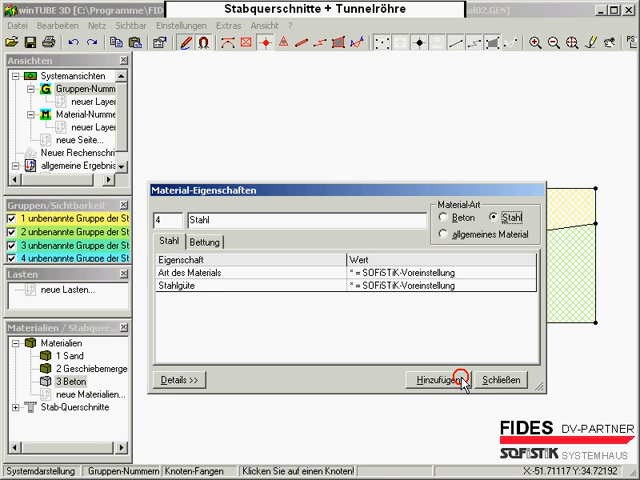 winTUBE 3D [C:\Programme\FID
Stabquerschnitte + Tunnelröhre
al02.GEN]
Datei Bearbeiten Netz Sichtbar Einstellungen Extras Ansicht ?
Ansichten
Systemansichten
Gruppen-Numm
neuer Layer
Material-Numme
neuer Layer
neue Seite...
Neuer Rechenschri
allgemeine Ergebnis
Gruppen/Sichtbarkeit
1 unbenannte Gruppe der St
2 unbenannte Gruppe der St
3 unbenannte Gruppe der St
4 unbenannte Gruppe der St
Lasten
neue Lasten...
Materialien / Stabquer
Materialien
1 Sand
2 Geschiebemerge
3 Beton
neue Materialien...
Stab-Querschnitte
Material-Eigenschaften
4 Stahl
Material-Art
Beton Stahl
allgemeines Material
Stahl Bettung
Eigenschaft Wert
Art des Materials * = SOFiSTiK-Voreinstellung
Stahlgüte * = SOFiSTiK-Voreinstellung
Details >> Hinzufügen Schließen
FIDES DV-PARTNER
SOFiSTiK SYSTEMHAUS
Systemdarstellung Gruppen-Nummern Knoten-Fangen Klicken Sie auf einen Knoten! X:-51.71117 Y:34.72192